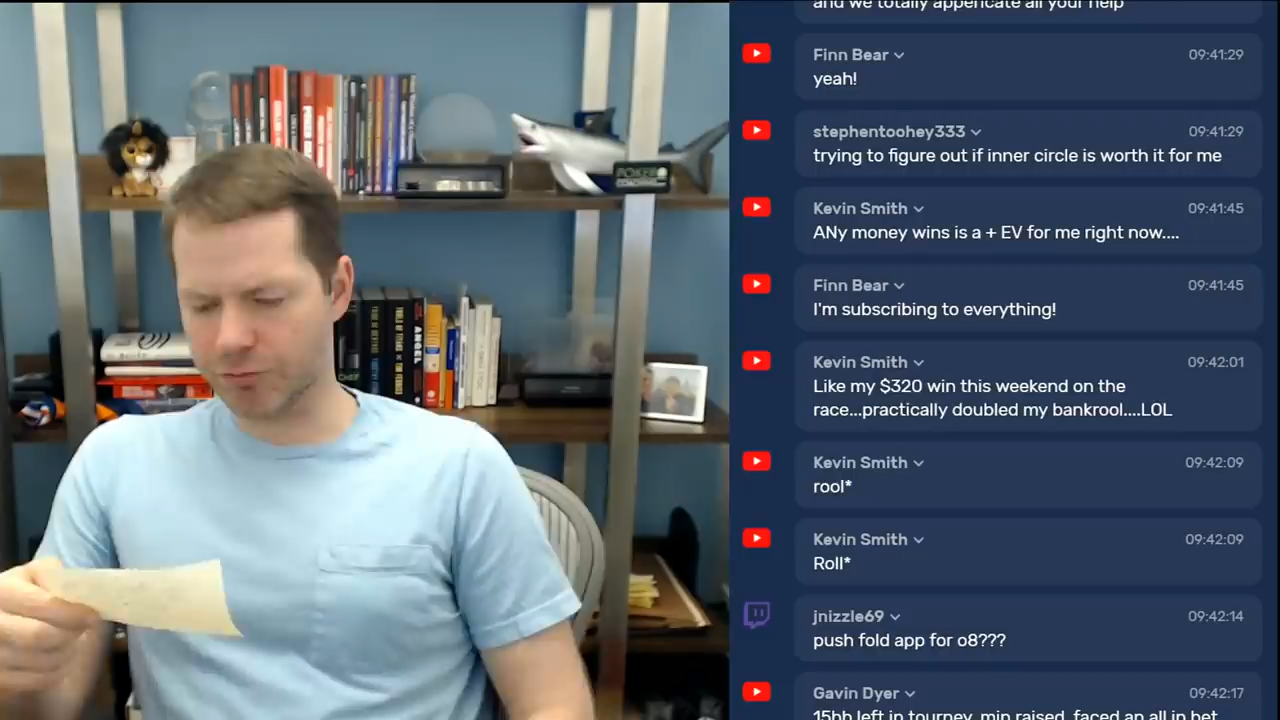 and we totally appericate all your help
Finn Bear
09:41:29
yeah!
stephentoohey333
09:41:29
trying to figure out if inner circle is worth it for me
Kevin Smith
09:41:45
ANy money wins is a + EV for me right now....
Finn Bear
09:41:45
I'm subscribing to everything!
Kevin Smith
09:42:01
Like my $320 win this weekend on the
race...practically doubled my bankrool....LOL
Kevin Smith
09:42:09
rool*
Kevin Smith
09:42:09
Roll*
jnizzle69
09:42:14
push fold app for o8???
Gavin Dyer
09:42:17
15bb left in tourney, min raised, faced an all in bet
POKER
ANGEL